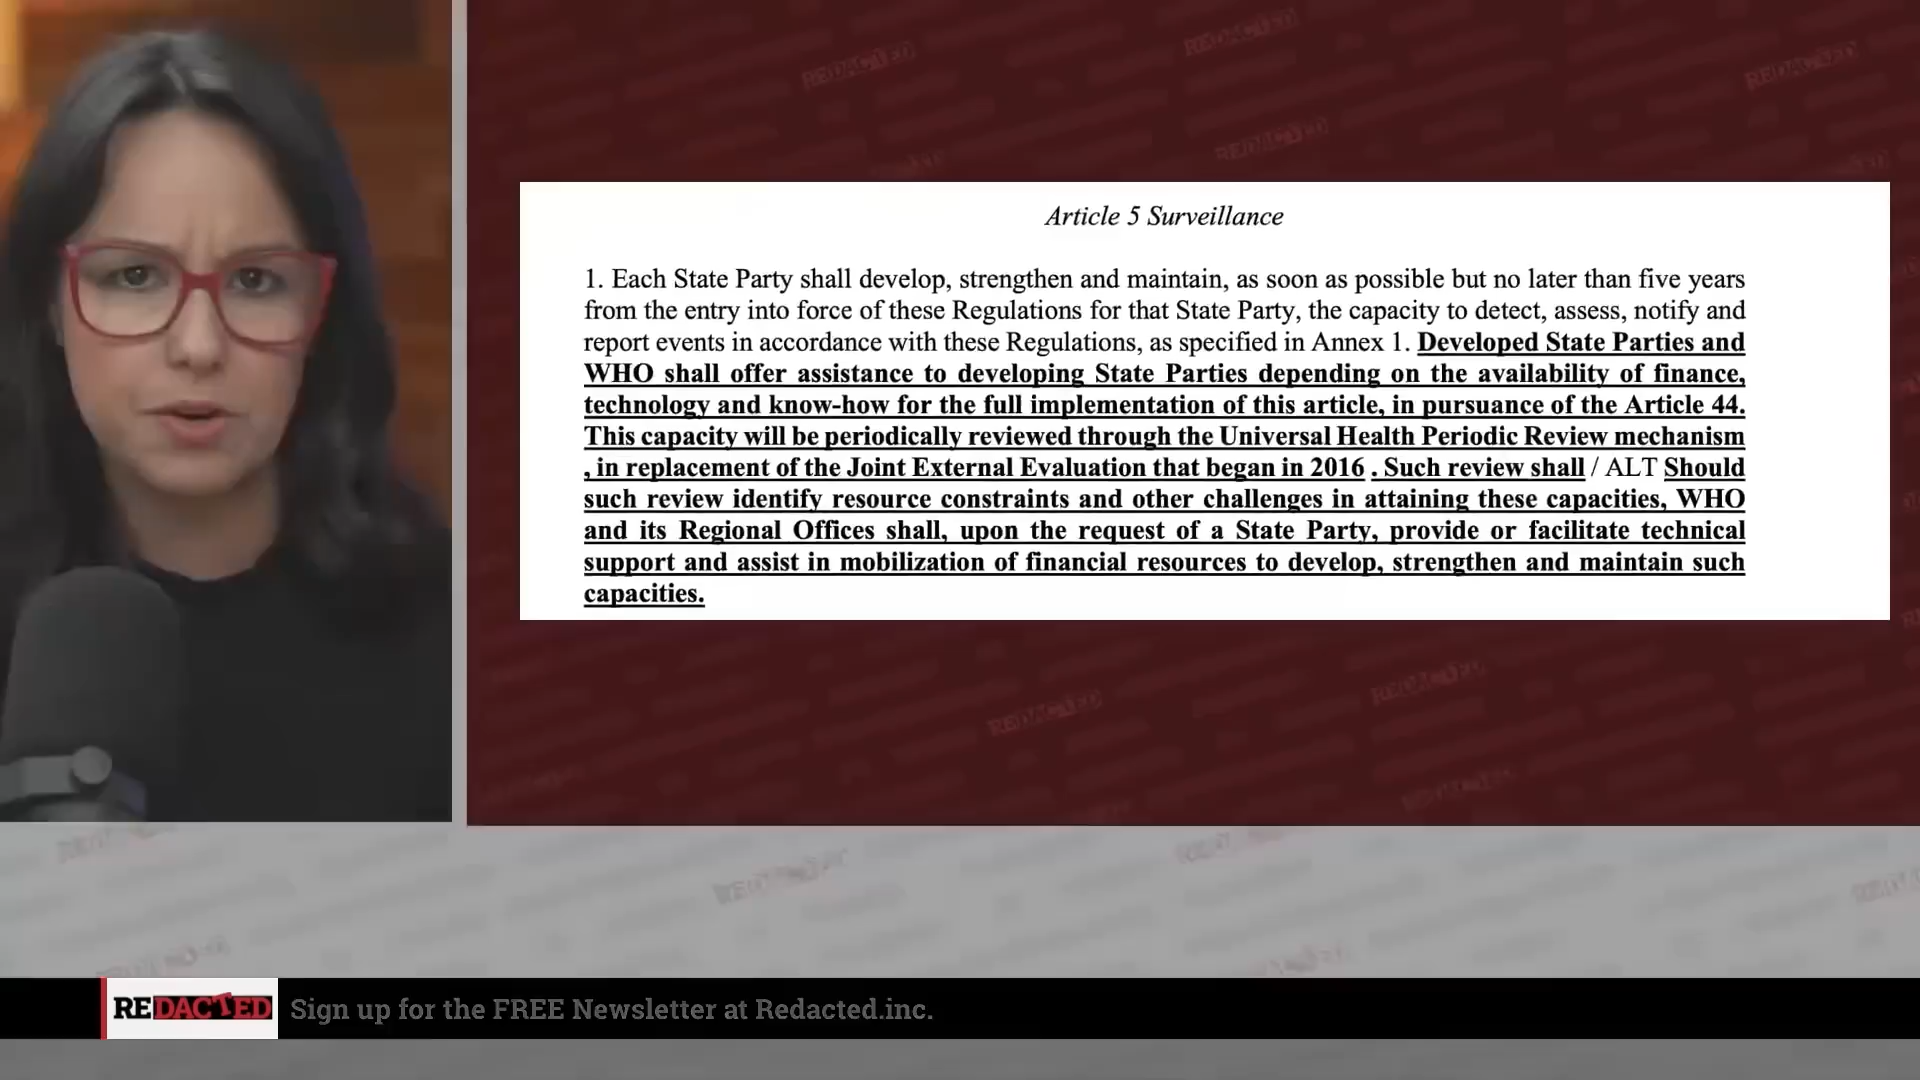 Article 5 Surveillance
1. Each State Party shall develop, strengthen and maintain, as soon as possible but no later than five years
from the entry into force of these Regulations for that State Party, the capacity to detect, assess, notify and
report events in accordance with these Regulations, as specified in Annex 1. Developed State Parties and
WHO shall offer assistance to developing State Parties depending on the availability of finance,
technology and know-how for the full implementation of this article, in pursuance of the Article 44.
This capacity will be periodically reviewed through the Universal Health Periodic Review mechanism
, in replacement of the Joint External Evaluation that began in 2016 . Such review shall / ALT Should
such review identify resource constraints and other challenges in attaining these capacities, WHO
and its Regional Offices shall, upon the request of a State Party, provide or facilitate technical
support and assist in mobilization of financial resources to develop, strengthen and maintain such
capacities.
REDACTED
REDACTED
REDACTED
REDACTED
REDACTED
REDACTED
REDACTED Sign up for the FREE Newsletter at Redacted.inc.